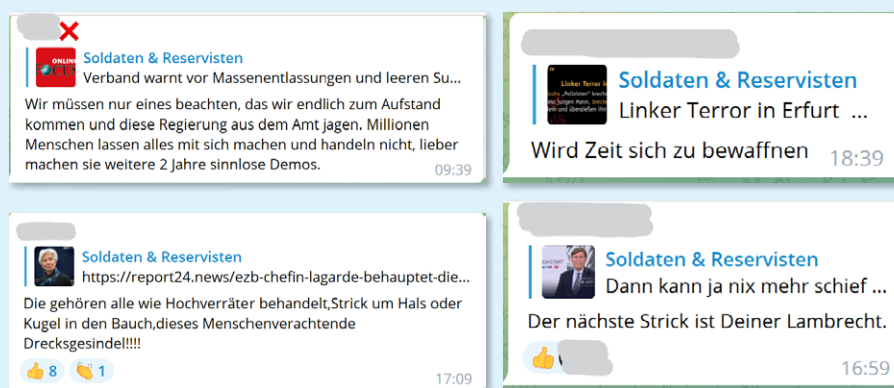 Soldaten & Reservisten
Verband warnt vor Massenentlassungen und leeren Su...
Wir müssen nur eines beachten, das wir endlich zum Aufstand
kommen und diese Regierung aus dem Amt jagen. Millionen
Menschen lassen alles mit sich machen und handeln nicht, lieber
machen sie weitere 2 Jahre sinnlose Demos.
09:39
Linker Terror
Soldaten & Reservisten
Linker Terror in Erfurt ...
Wird Zeit sich zu bewaffnen
18:39
Soldaten & Reservisten
https://report24.news/ezb-chefin-lagarde-behauptet-die...
Die gehören alle wie Hochverräter behandelt,Strick um Hals oder
Kugel in den Bauch,dieses Menschenverachtende
Drecksgesindel!!!!
8 1
17:09
Soldaten & Reservisten
Dann kann ja nix mehr schief ...
Der nächste Strick ist Deiner Lambrecht.
16:59